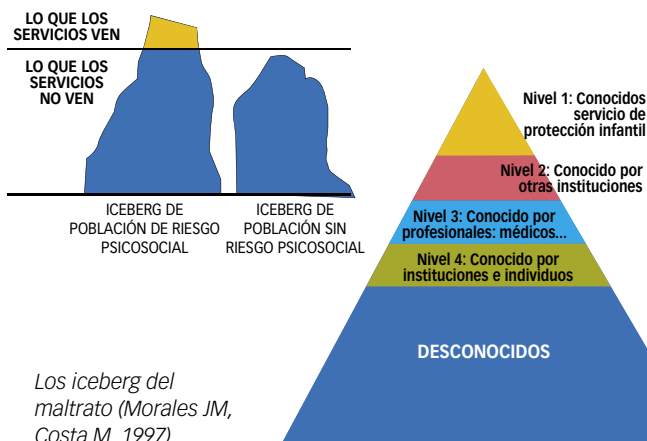 LO QUE LOS
SERVICIOS VEN
LO QUE LOS
SERVICIOS
NO VEN
ICEBERG DE
POBLACIÓN DE RIESGO
PSICOSOCIAL
ICEBERG DE
POBLACIÓN SIN
RIESGO PSICOSOCIAL
Nivel 1: Conocidos
servicio de
protección infantil
Nivel 2: Conocido por
otras instituciones
Nivel 3: Conocido por
profesionales: médicos...
Nivel 4: Conocido por
instituciones e individuos
DESCONOCIDOS
Los iceberg del
maltrato (Morales JM,
Costa M, 1997)